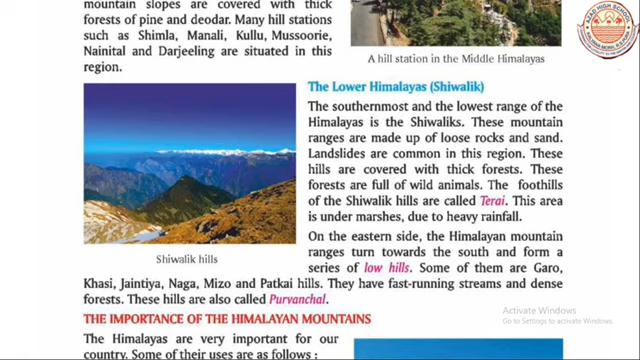 mountain slopes are covered with thick
forests of pine and deodar. Many hill stations
such as Shimla, Manali, Kullu, Mussoorie,
Nainital and Darjeeling are situated in this
region.
A hill station in the Middle Himalayas
The Lower Himalayas (Shiwalik)
The southernmost and the lowest range of the
Himalayas is the Shiwaliks. These mountain
ranges are made up of loose rocks and sand.
Landslides are common in this region. These
hills are covered with thick forests. These
forests are full of wild animals. The foothills
of the Shiwalik hills are called Terai. This area
is under marshes, due to heavy rainfall.
Shiwalik hills
On the eastern side, the Himalayan mountain
ranges turn towards the south and form a
series of low hills. Some of them are Garo,
Khasi, Jaintiya, Naga, Mizo and Patkai hills. They have fast-running streams and dense
forests. These hills are also called Purvanchal.
THE IMPORTANCE OF THE HIMALAYAN MOUNTAINS
The Himalayas are very important for our
country. Some of their uses are as follows :
Activate Windows
Go to Settings to activate Windows.